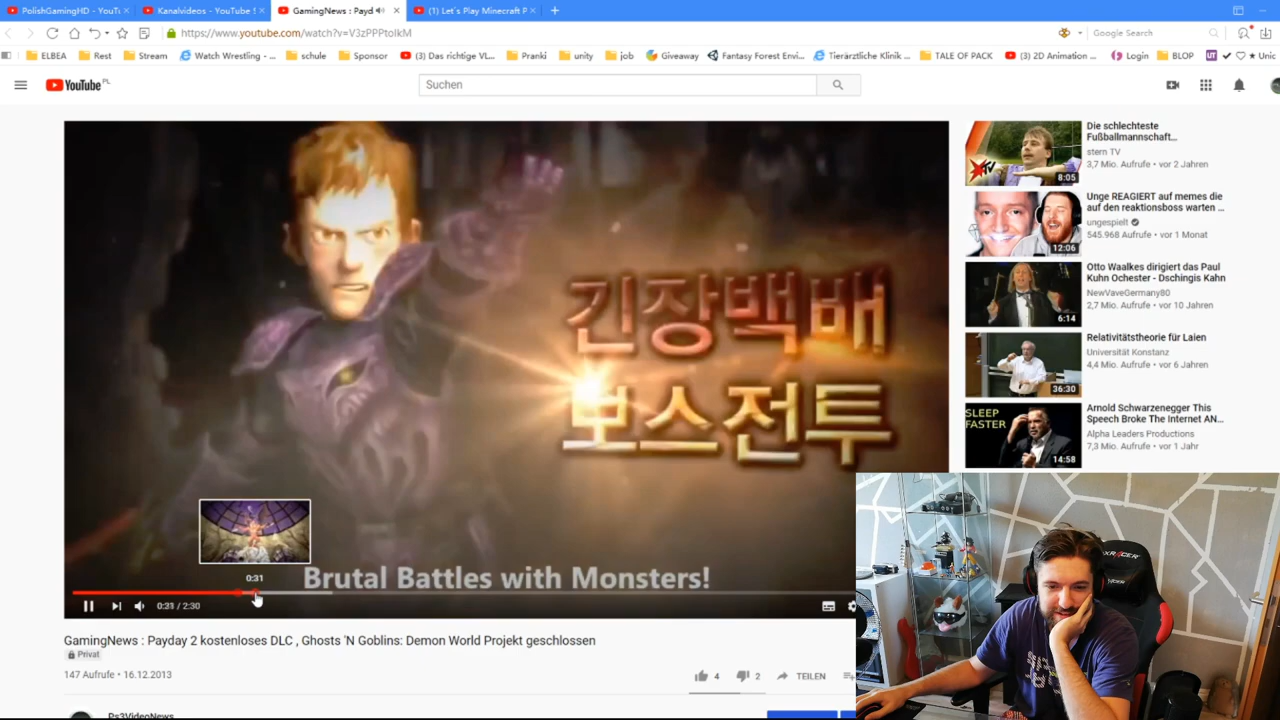 PolishGamingHD - YouTu
Kanalvideos - YouTube S
GamingNews : Payd
(1) Let´s Play Minecraft P
https://www.youtube.com/watch?v=V3zPPPtoIkM
Google Search
ELBEA
Rest
Stream
Watch Wrestling - ...
schule
Sponsor
(3) Das richtige VL...
Pranki
unity
job
Giveaway
Fantasy Forest Envi...
Tierärztliche Klinik ...
TALE OF PACK
(3) 2D Animation ...
Login
BLOP
Unic
YouTube PL
Suchen
긴장백배
보스전투
Brutal Battles with Monsters!
0:31
0:31 / 2:30
GamingNews : Payday 2 kostenloses DLC , Ghosts 'N Goblins: Demon World Projekt geschlossen
Privat
147 Aufrufe • 16.12.2013
4
2
TEILEN
Ps3VideoNews
Die schlechteste
Fußballmannschaft...
stern TV
3,7 Mio. Aufrufe • vor 2 Jahren
8:05
Unge REAGIERT auf memes die
auf den reaktionsboss warten ...
ungespielt
545.968 Aufrufe • vor 1 Monat
12:06
Otto Waalkes dirigiert das Paul
Kuhn Ochester - Dschingis Kahn
NewVaveGermany80
2,7 Mio. Aufrufe • vor 10 Jahren
6:14
Relativitätstheorie für Laien
Universität Konstanz
4,4 Mio. Aufrufe • vor 6 Jahren
36:30
SLEEP
FASTER
Arnold Schwarzenegger This
Speech Broke The Internet AN...
Alpha Leaders Productions
7,3 Mio. Aufrufe • vor 1 Jahr
14:58